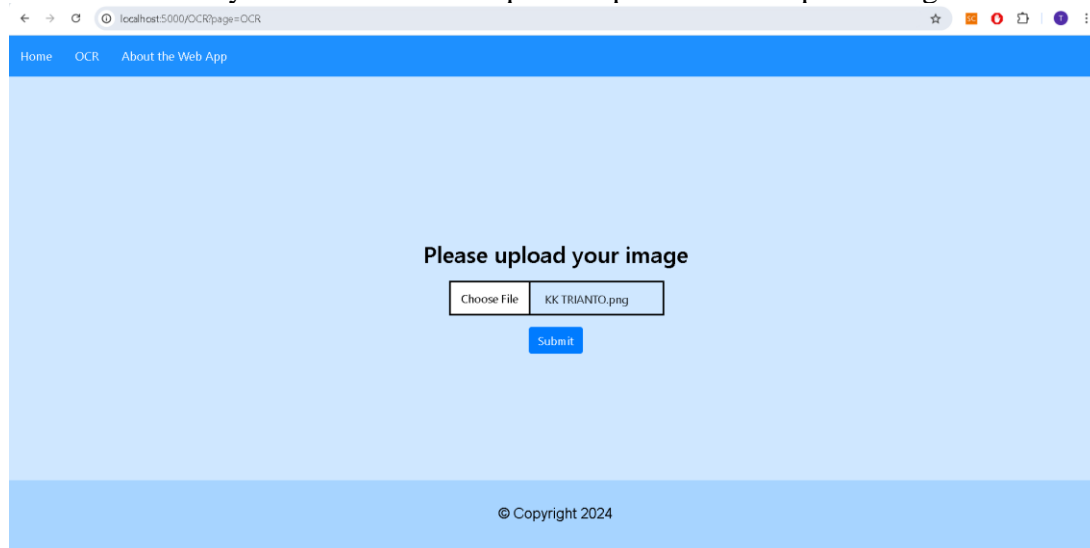 localhost:5000/OCR?page=OCR
SC
T
Home OCR About the Web App
Please upload your image
Choose File KK TRIANTO.png
Submit
© Copyright 2024